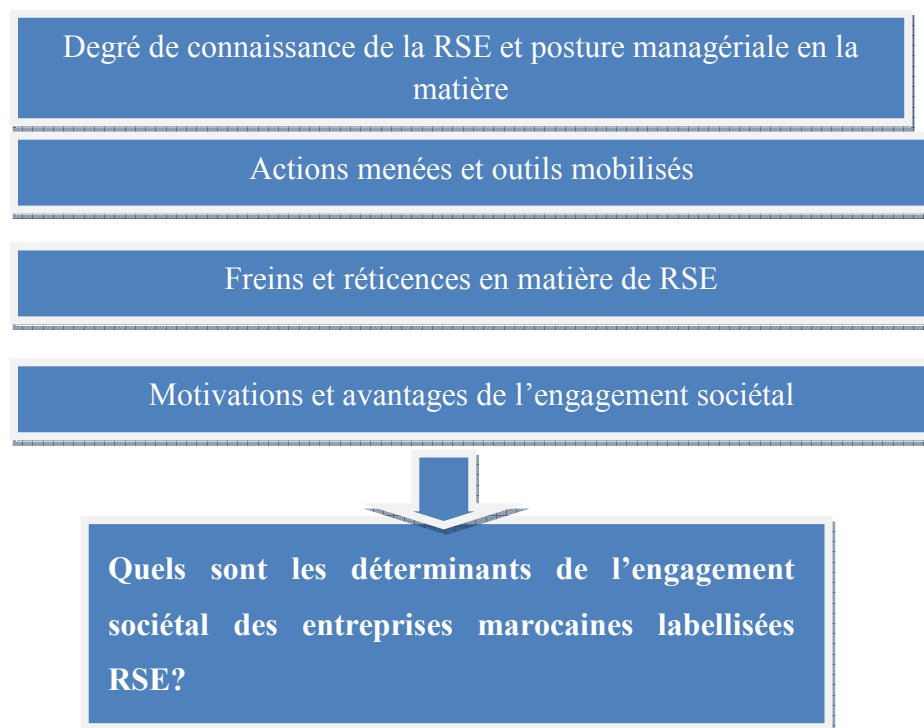 Degré de connaissance de la RSE et posture managériale en la
matière
Actions menées et outils mobilisés
Freins et réticences en matière de RSE
Motivations et avantages de l’engagement sociétal
Quels sont les déterminants de l’engagement
sociétal des entreprises marocaines labellisées
RSE?